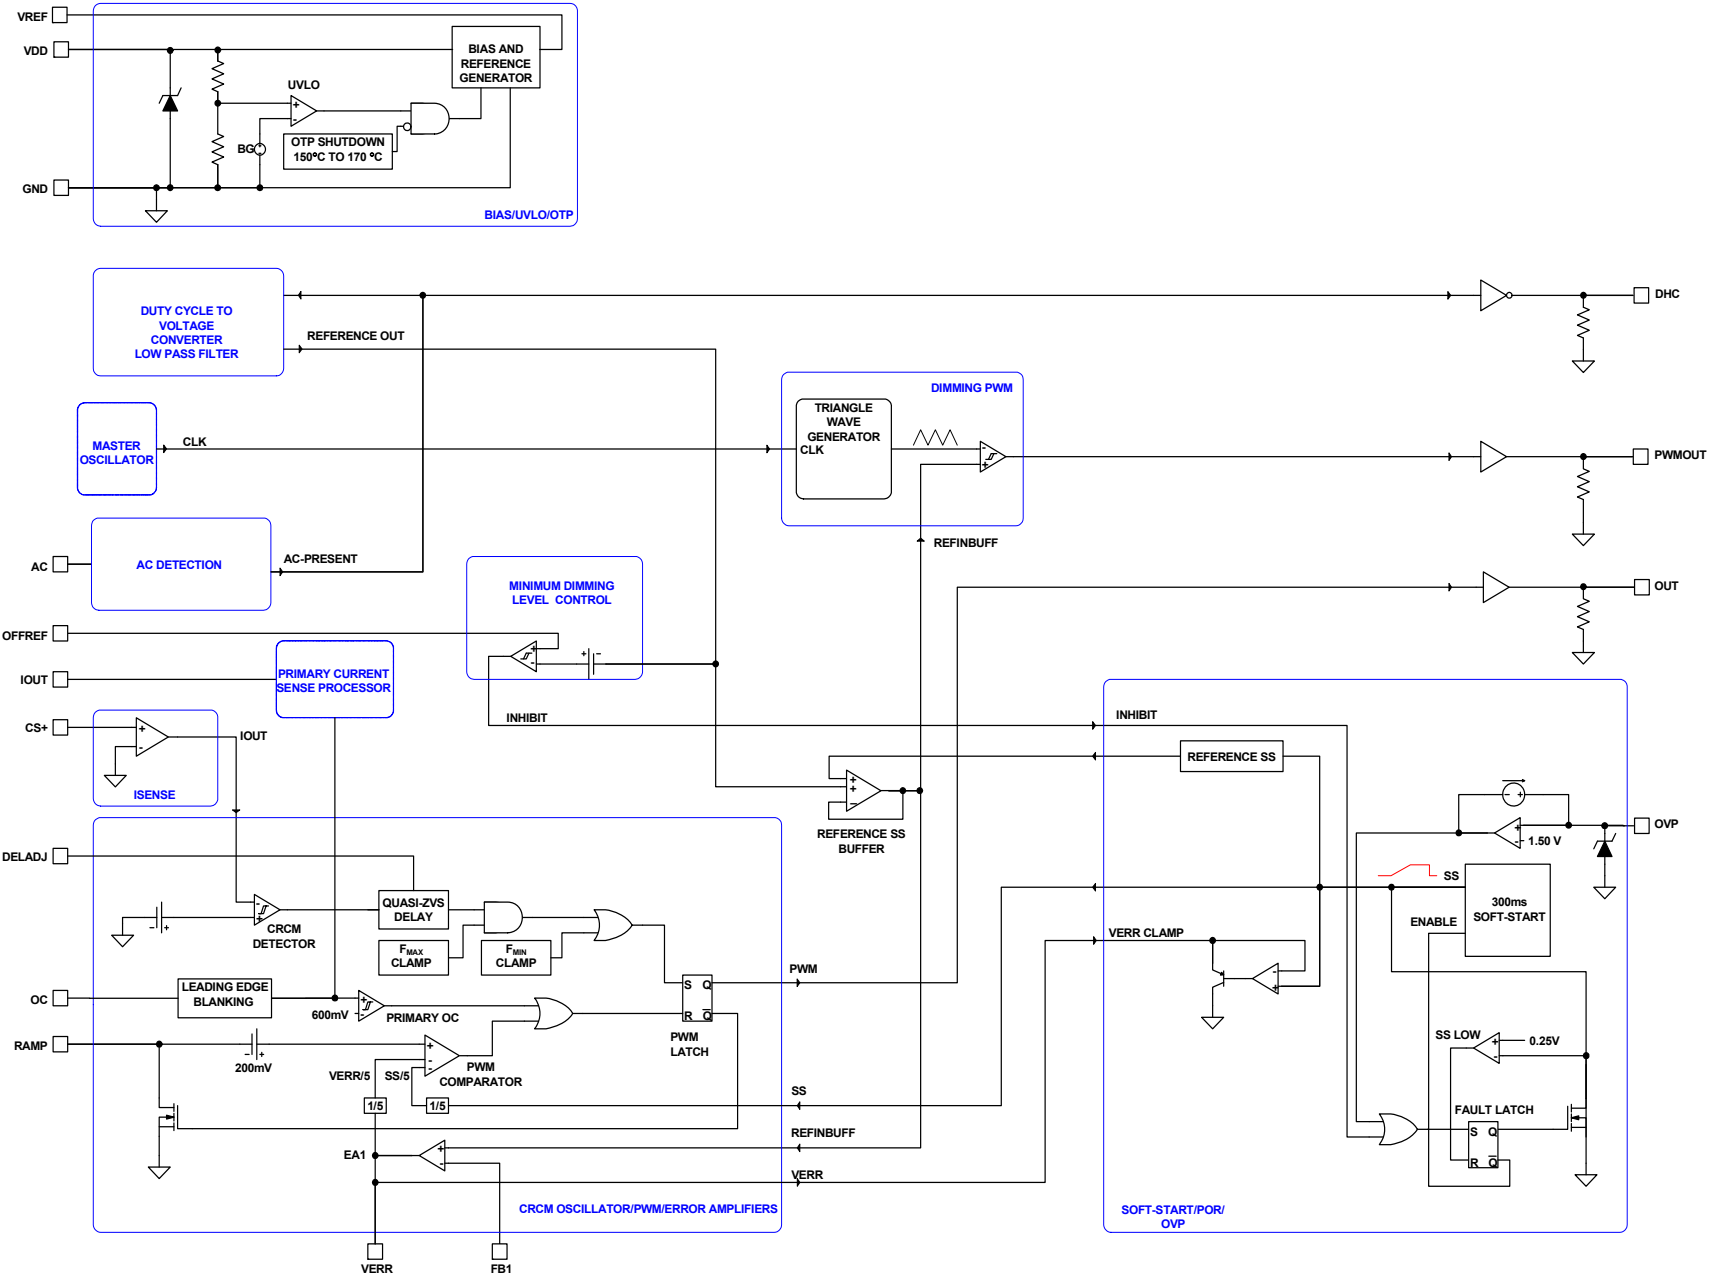 VREF
VDD
BIAS AND
REFERENCE
GENERATOR
UVLO
+
-
BG
OTP SHUTDOWN
150°C TO 170 °C
GND
BIAS/UVLO/OTP
DUTY CYCLE TO
VOLTAGE
CONVERTER
LOW PASS FILTER
REFERENCE OUT
DHC
DIMMING PWM
TRIANGLE
WAVE
GENERATOR
CLK
MASTER
OSCILLATOR
CLK
-
+
PWMOUT
REFINBUFF
AC
AC DETECTION
AC-PRESENT
MINIMUM DIMMING
LEVEL CONTROL
OUT
OFFREF
+
-
+ -
IOUT
PRIMARY CURRENT
SENSE PROCESSOR
CS+
+
-
IOUT
ISENSE
INHIBIT
INHIBIT
REFERENCE SS
+
+
-
REFERENCE SS
BUFFER
- +
OVP
+
-
1.50 V
DELADJ
QUASI-ZVS
DELAY
-
+
- +
CRCM
DETECTOR
FMAX
CLAMP
FMIN
CLAMP
SS
300ms
SOFT-START
ENABLE
VERR CLAMP
-
+
PWM
OC
LEADING EDGE
BLANKING
+
-
600mV
PRIMARY OC
S Q
R Q
PWM
LATCH
RAMP
- +
200mV
+
-
-
PWM
COMPARATOR
VERR/5
SS/5
1/5
1/5
SS
SS LOW
+
-
0.25V
FAULT LATCH
S Q
R Q
REFINBUFF
EA1
+
-
VERR
CRCM OSCILLATOR/PWM/ERROR AMPLIFIERS
SOFT-START/POR/
OVP
VERR
FB1